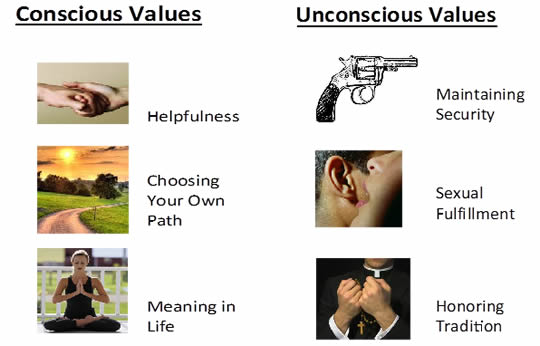 Conscious Values
Unconscious Values
Helpfulness
Maintaining
Security
Choosing
Your Own
Path
Sexual
Fulfillment
Meaning in
Life
Honoring
Tradition